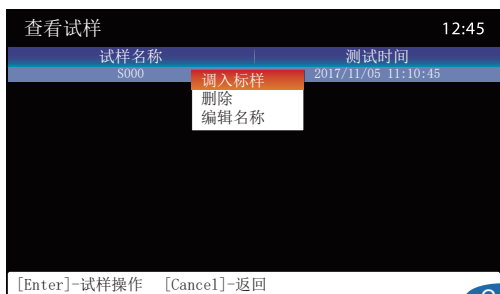 查看试样 12:45
试样名称 测试时间
S000 2017/11/05 11:10:45
调入标样
删除
编辑名称
[Enter]-试样操作 [Cancel]-返回